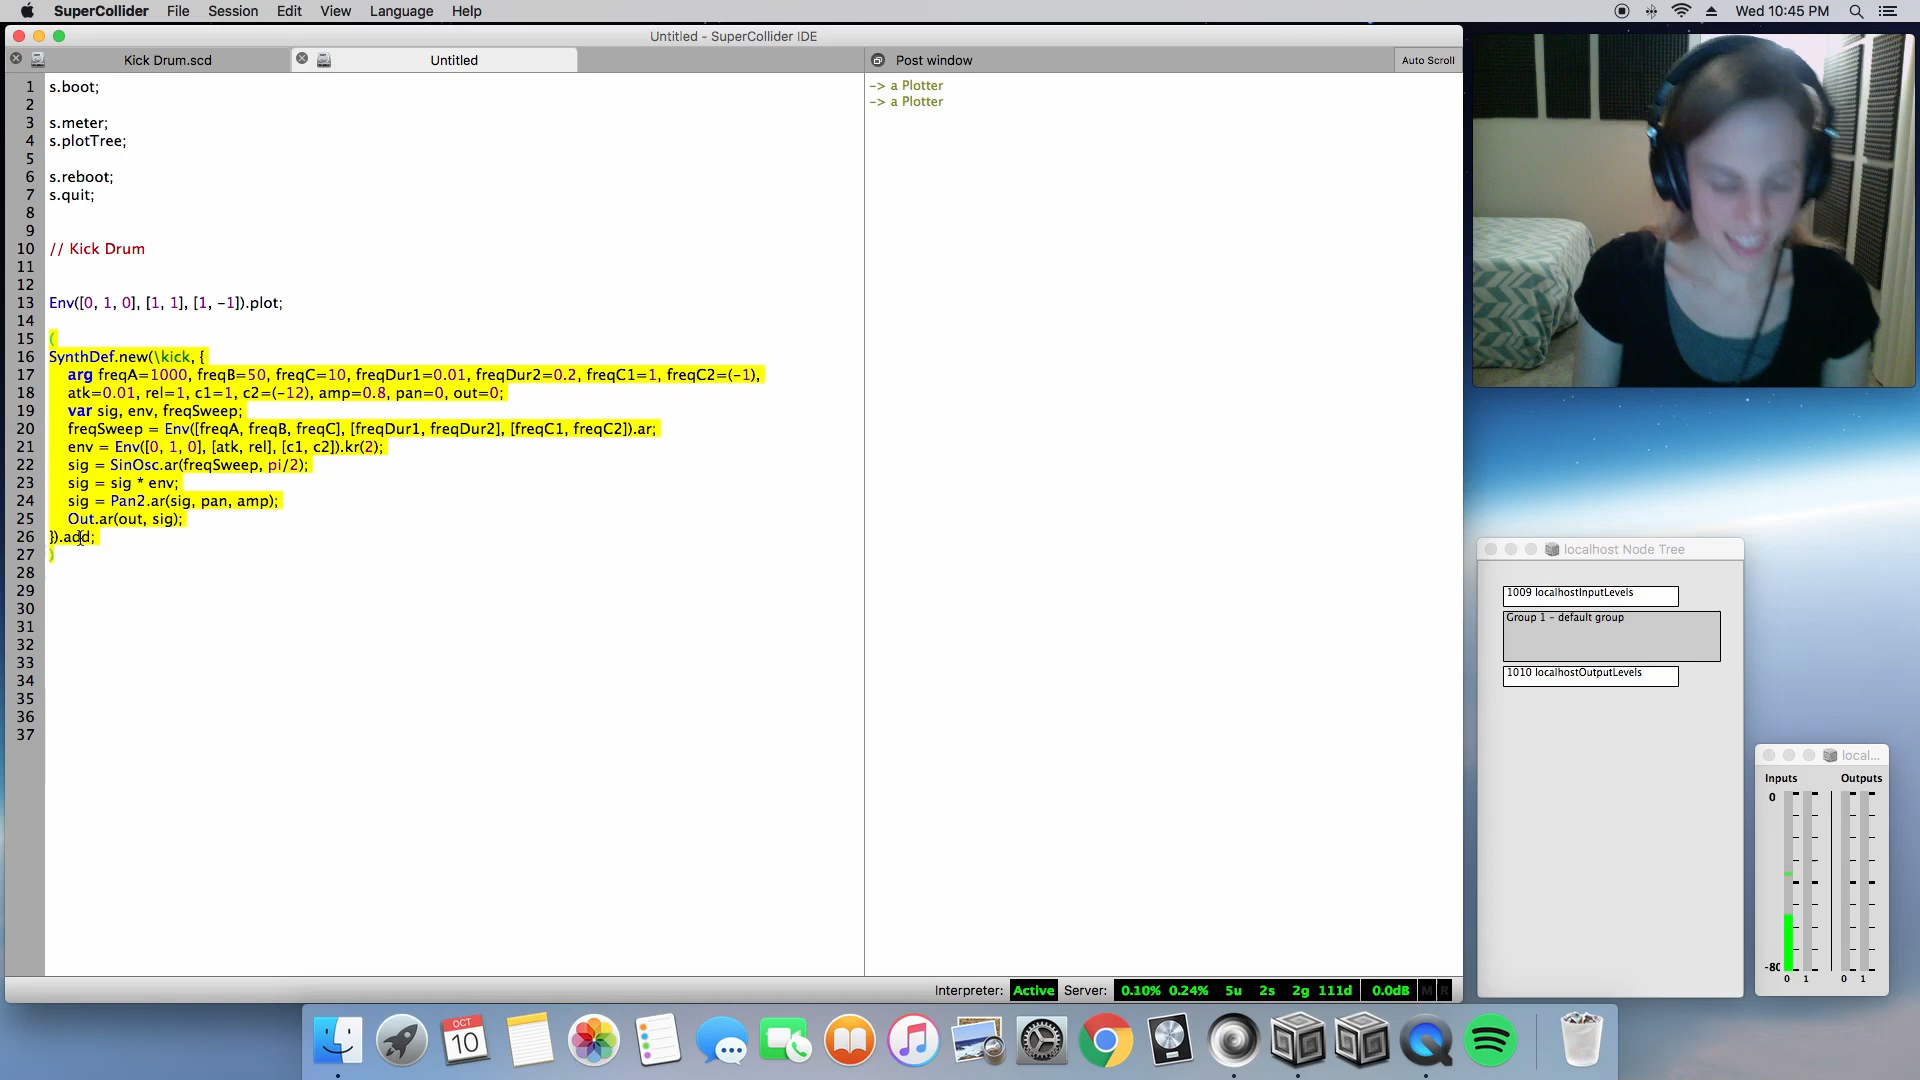 SuperCollider File Session Edit View Language Help Wed 10:45 PM
Untitled - SuperCollider IDE
Kick Drum.scd Untitled Post window Auto Scroll
1 s.boot;
2
3 s.meter;
4 s.plotTree;
5
6 s.reboot;
7 s.quit;
8
9
10 // Kick Drum
11
12
13 Env([0, 1, 0], [1, 1], [1, -1]).plot;
14
15 (
16 SynthDef.new(\kick, {
17 arg freqA=1000, freqB=50, freqC=10, freqDur1=0.01, freqDur2=0.2, freqC1=1, freqC2=(-1),
18 atk=0.01, rel=1, c1=1, c2=(-12), amp=0.8, pan=0, out=0;
19 var sig, env, freqSweep;
20 freqSweep = Env([freqA, freqB, freqC], [freqDur1, freqDur2], [freqC1, freqC2]).ar;
21 env = Env([0, 1, 0], [atk, rel], [c1, c2]).kr(2);
22 sig = SinOsc.ar(freqSweep, pi/2);
23 sig = sig * env;
24 sig = Pan2.ar(sig, pan, amp);
25 Out.ar(out, sig);
26 }).add;
27 )
28
29
30
31
32
33
34
35
36
37
-> a Plotter
-> a Plotter
localhost Node Tree
1009 localhostInputLevels
Group 1 - default group
1010 localhostOutputLevels
local...
Inputs Outputs
0
-80
0 1 0 1
Interpreter: Active Server: 0.10% 0.24% 5u 2s 2g 111d 0.0dB M R
OCT
10